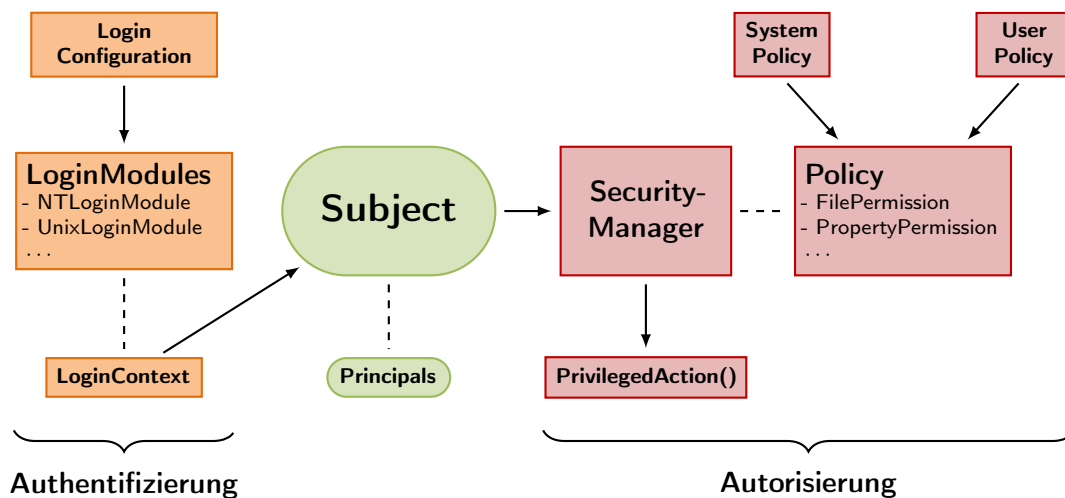 Login
Configuration
System
Policy
User
Policy
LoginModules
- NTLoginModule
- UnixLoginModule
...
Subject
Security-
Manager
Policy
- FilePermission
- PropertyPermission
...
LoginContext
Principals
PrivilegedAction()
Authentifizierung
Autorisierung